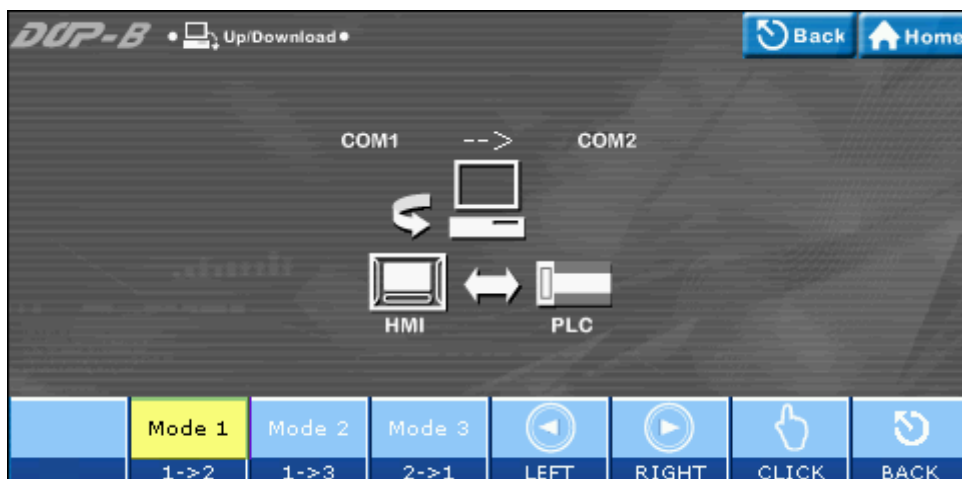 DOP-B • Up/Download • Back Home
COM1 --> COM2
HMI PLC
Mode 1 Mode 2 Mode 3
1->2 1->3 2->1 LEFT RIGHT CLICK BACK